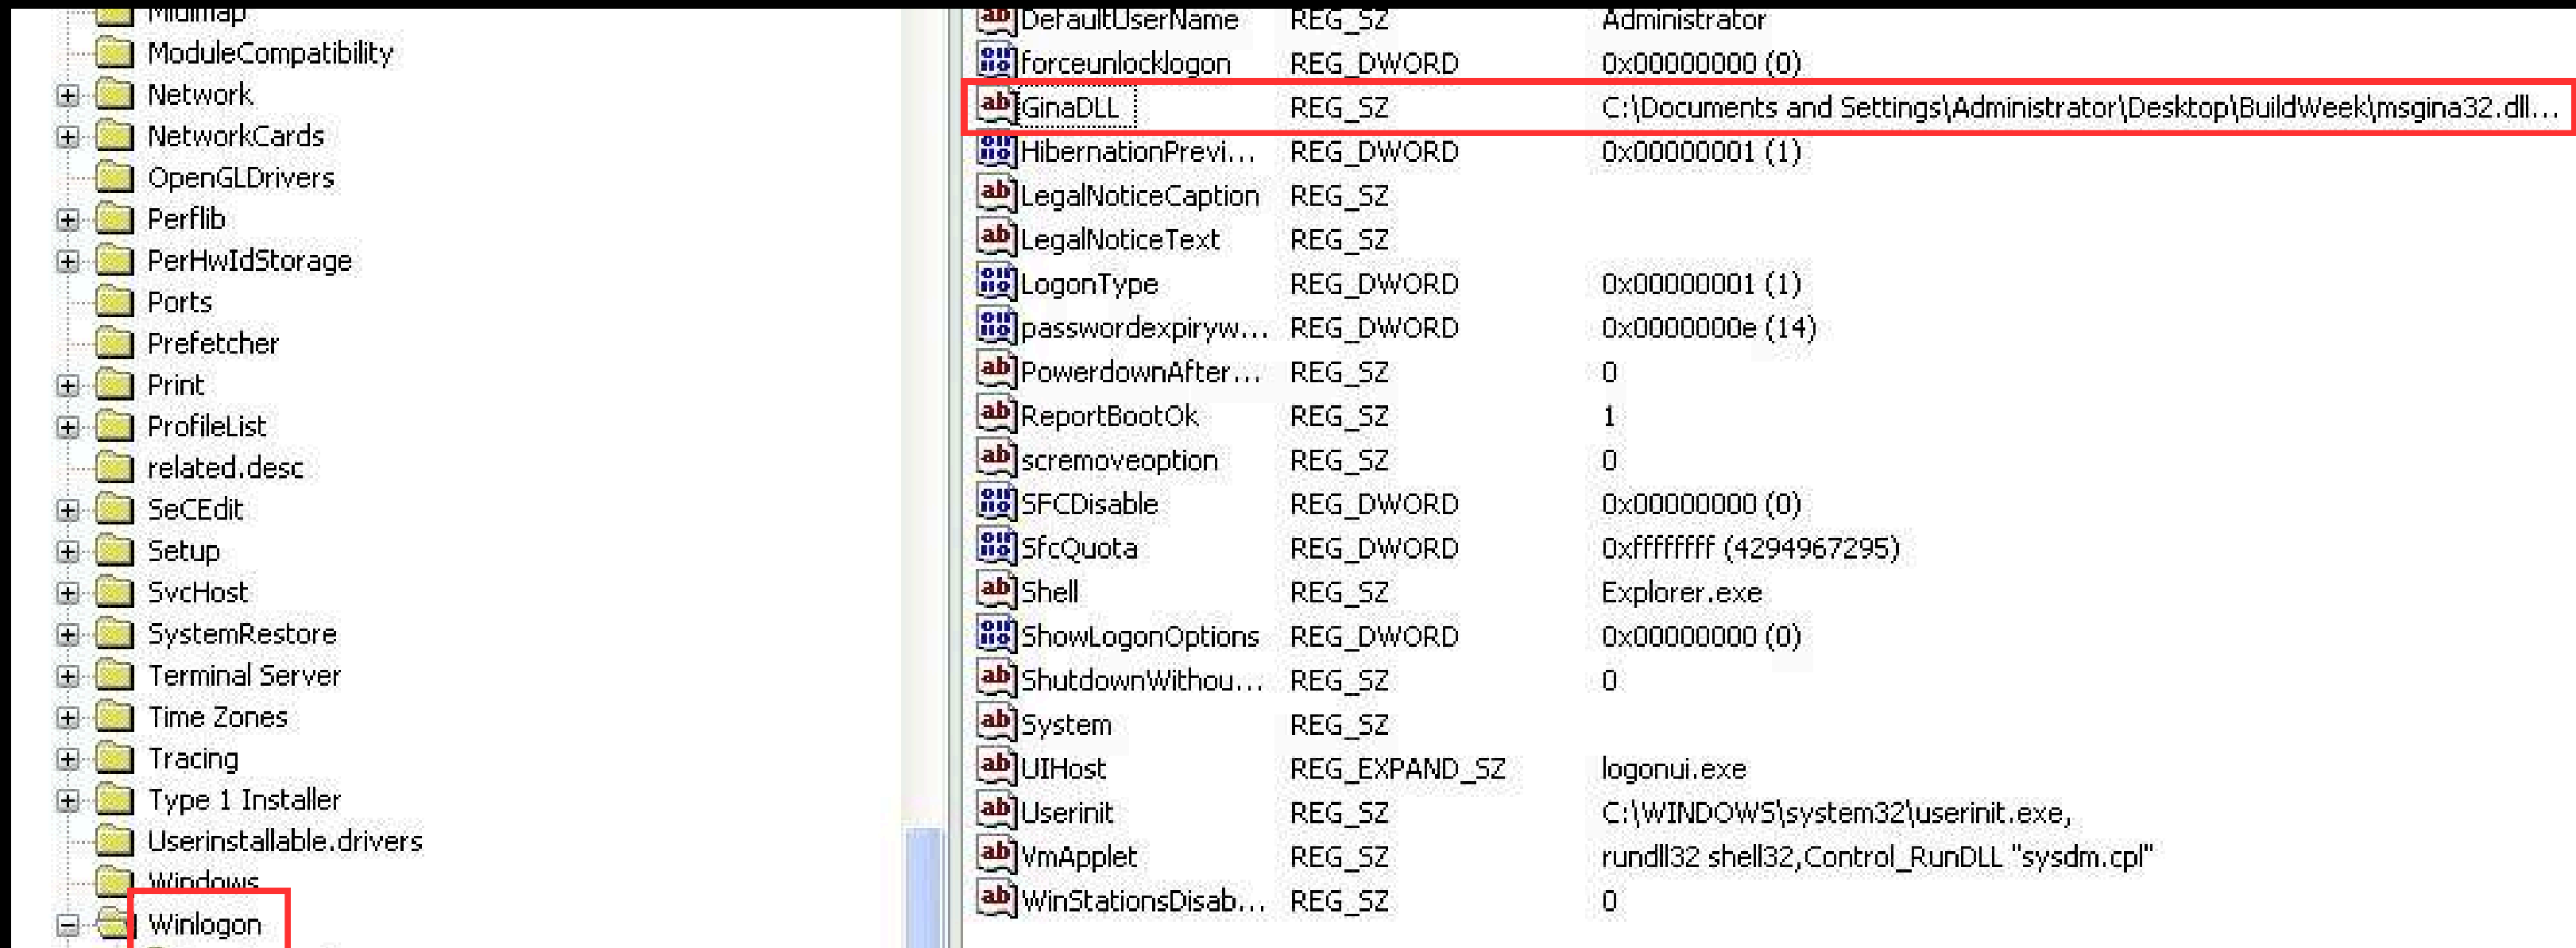 Midimap
ModuleCompatibility
Network
NetworkCards
OpenGLDrivers
Perflib
PerHwIdStorage
Ports
Prefetcher
Print
ProfileList
related.desc
SeCEdit
Setup
SvcHost
SystemRestore
Terminal Server
Time Zones
Tracing
Type 1 Installer
Userinstallable.drivers
Windows
Winlogon
DefaultUserName REG_SZ Administrator
forceunlocklogon REG_DWORD 0x00000000 (0)
GinaDLL REG_SZ C:\Documents and Settings\Administrator\Desktop\BuildWeek\msgina32.dll...
HibernationPrevi... REG_DWORD 0x00000001 (1)
LegalNoticeCaption REG_SZ
LegalNoticeText REG_SZ
LogonType REG_DWORD 0x00000001 (1)
passwordexpiryw... REG_DWORD 0x0000000e (14)
PowerdownAfter... REG_SZ 0
ReportBootOk REG_SZ 1
scremoveoption REG_SZ 0
SFCDisable REG_DWORD 0x00000000 (0)
SfcQuota REG_DWORD 0xffffffff (4294967295)
Shell REG_SZ Explorer.exe
ShowLogonOptions REG_DWORD 0x00000000 (0)
ShutdownWithou... REG_SZ 0
System REG_SZ
UIHost REG_EXPAND_SZ logonui.exe
Userinit REG_SZ C:\WINDOWS\system32\userinit.exe,
VmApplet REG_SZ rundll32 shell32,Control_RunDLL "sysdm.cpl"
WinStationsDisab... REG_SZ 0